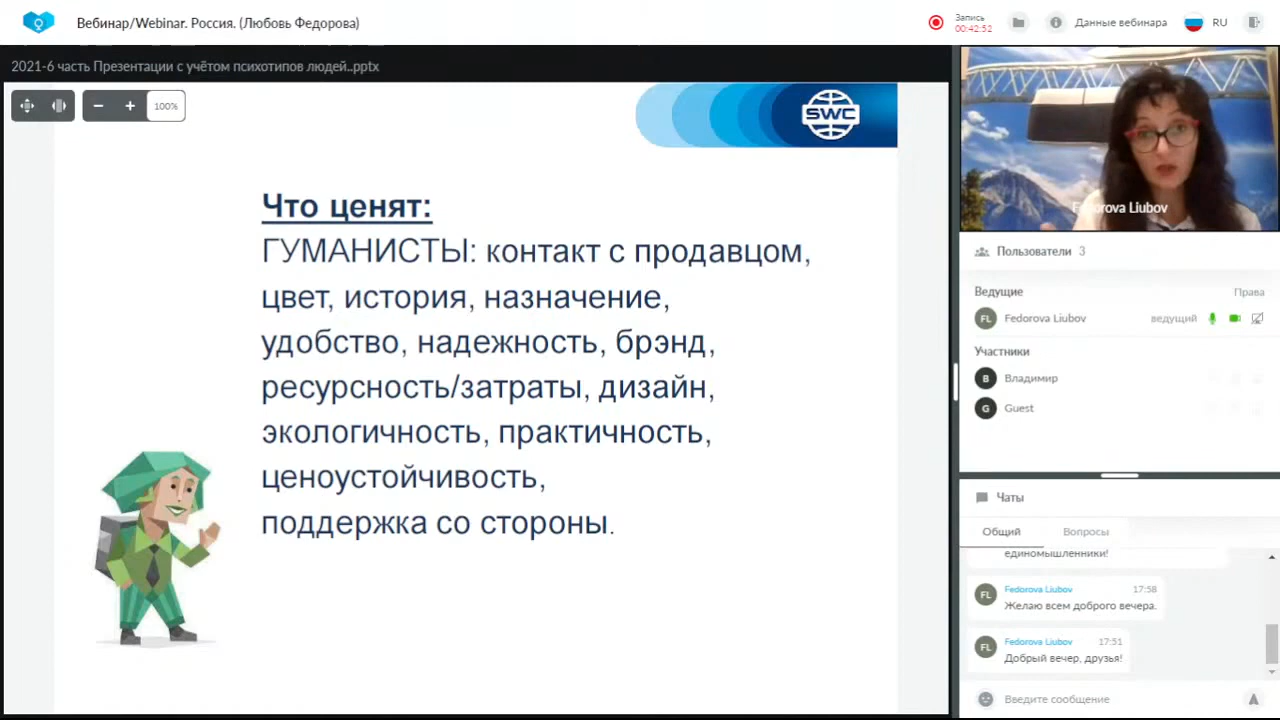 Вебинар/Webinar. Россия. (Любовь Федорова)
Запись
00:42:52
Данные вебинара
RU
2021-6 часть Презентации с учётом психотипов людей..pptx
100%
SWC
Что ценят:
ГУМАНИСТЫ: контакт с продавцом,
цвет, история, назначение,
удобство, надежность, брэнд,
ресурсность/затраты, дизайн,
экологичность, практичность,
ценоустойчивость,
поддержка со стороны.
Fedorova Liubov
Пользователи 3
Ведущие
Права
FL
Fedorova Liubov
ведущий
Участники
В
Владимир
G
Guest
Чаты
Общий
Вопросы
единомышленники!
FL
Fedorova Liubov
17:58
Желаю всем доброго вечера.
FL
Fedorova Liubov
17:51
Добрый вечер, друзья!
Введите сообщение